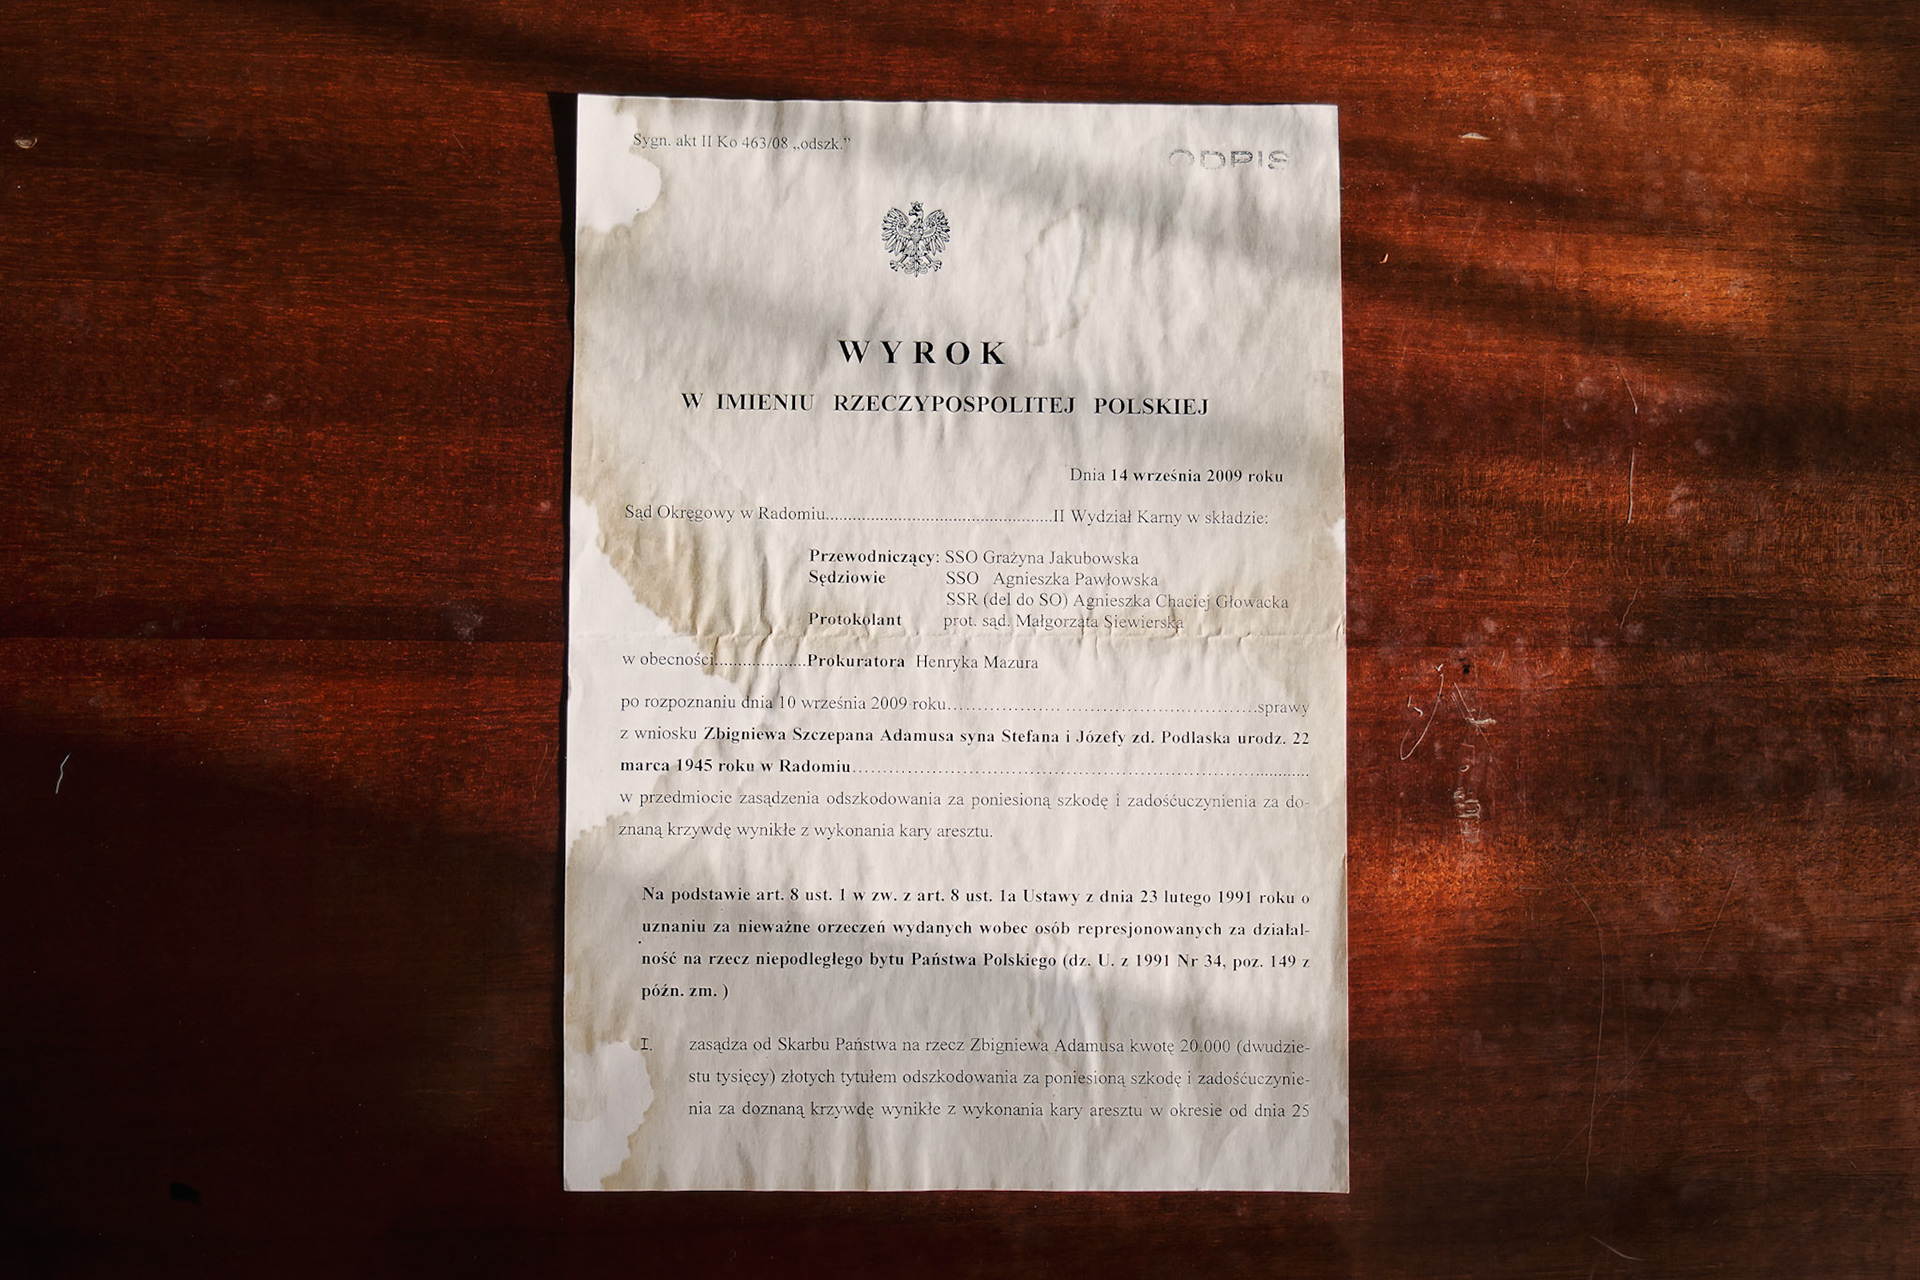 Sygn. akt II Ko 463/08 „odszk.”
ODPIS
WYROK
W IMIENIU RZECZYPOSPOLITEJ POLSKIEJ
Dnia 14 września 2009 roku
Sąd Okręgowy w Radomiu..................................................II Wydział Karny w składzie:
Przewodniczący: SSO Grażyna Jakubowska
Sędziowie SSO Agnieszka Pawłowska
SSR (del do SO) Agnieszka Chaciej Głowacka
Protokolant prot. sąd. Małgorzata Siewierska
w obecności....................Prokuratora Henryka Mazura
po rozpoznaniu dnia 10 września 2009 roku..............................................................sprawy
z wniosku Zbigniewa Szczepana Adamusa syna Stefana i Józefy zd. Podlaska urodz. 22
marca 1945 roku w Radomiu....................................................................................
w przedmiocie zasądzenia odszkodowania za poniesioną szkodę i zadośćuczynienia za do-
znaną krzywdę wynikłe z wykonania kary aresztu.
Na podstawie art. 8 ust. 1 w zw. z art. 8 ust. 1a Ustawy z dnia 23 lutego 1991 roku o
uznaniu za nieważne orzeczeń wydanych wobec osób represjonowanych za działal-
ność na rzecz niepodległego bytu Państwa Polskiego (dz. U. z 1991 Nr 34, poz. 149 z
późn. zm. )
I. zasądza od Skarbu Państwa na rzecz Zbigniewa Adamusa kwotę 20.000 (dwudzie-
stu tysięcy) złotych tytułem odszkodowania za poniesioną szkodę i zadośćuczynie-
nia za doznaną krzywdę wynikłe z wykonania kary aresztu w okresie od dnia 25